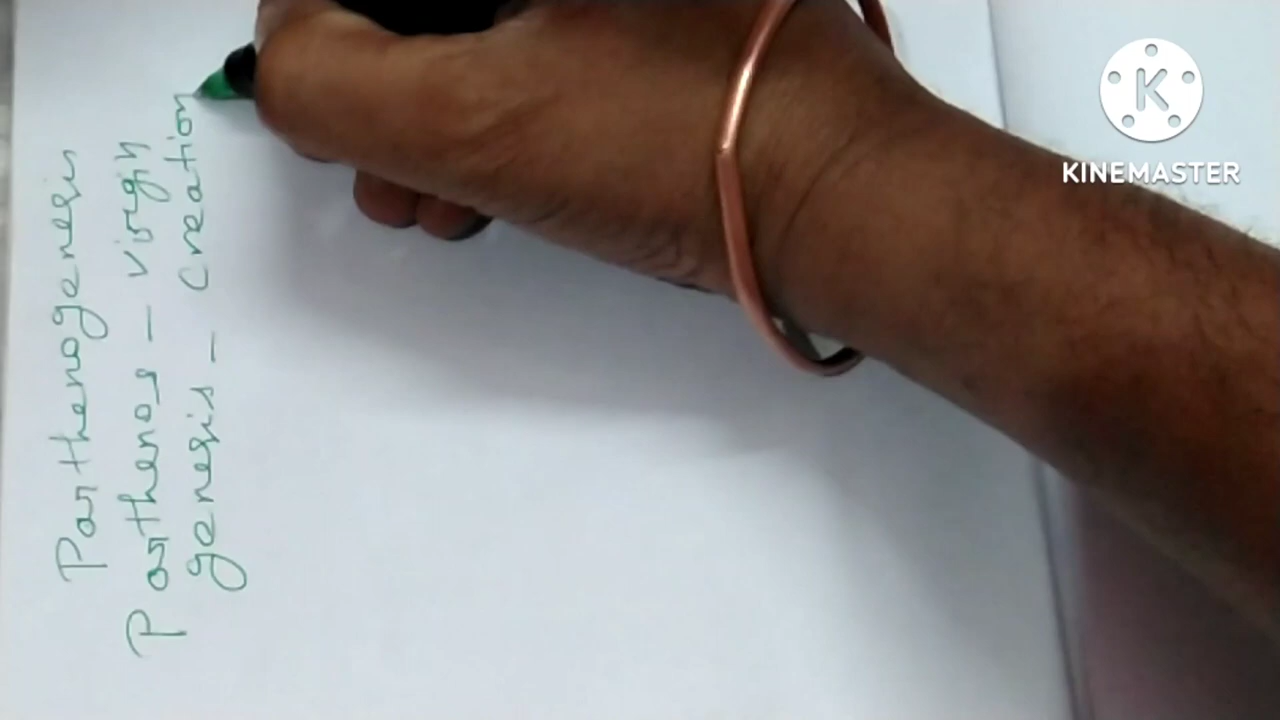 Parthenogenesis
Parthenos – virgin
genesis – Creation
KINEMASTER